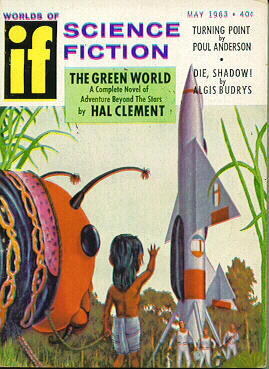 WORLDS OF
if
SCIENCE
FICTION
MAY 1963 • 40¢
TURNING POINT
by
POUL ANDERSON
•
DIE, SHADOW!
by
ALGIS BUDRYS
THE GREEN WORLD
A Complete Novel of
Adventure Beyond The Stars
by HAL CLEMENT